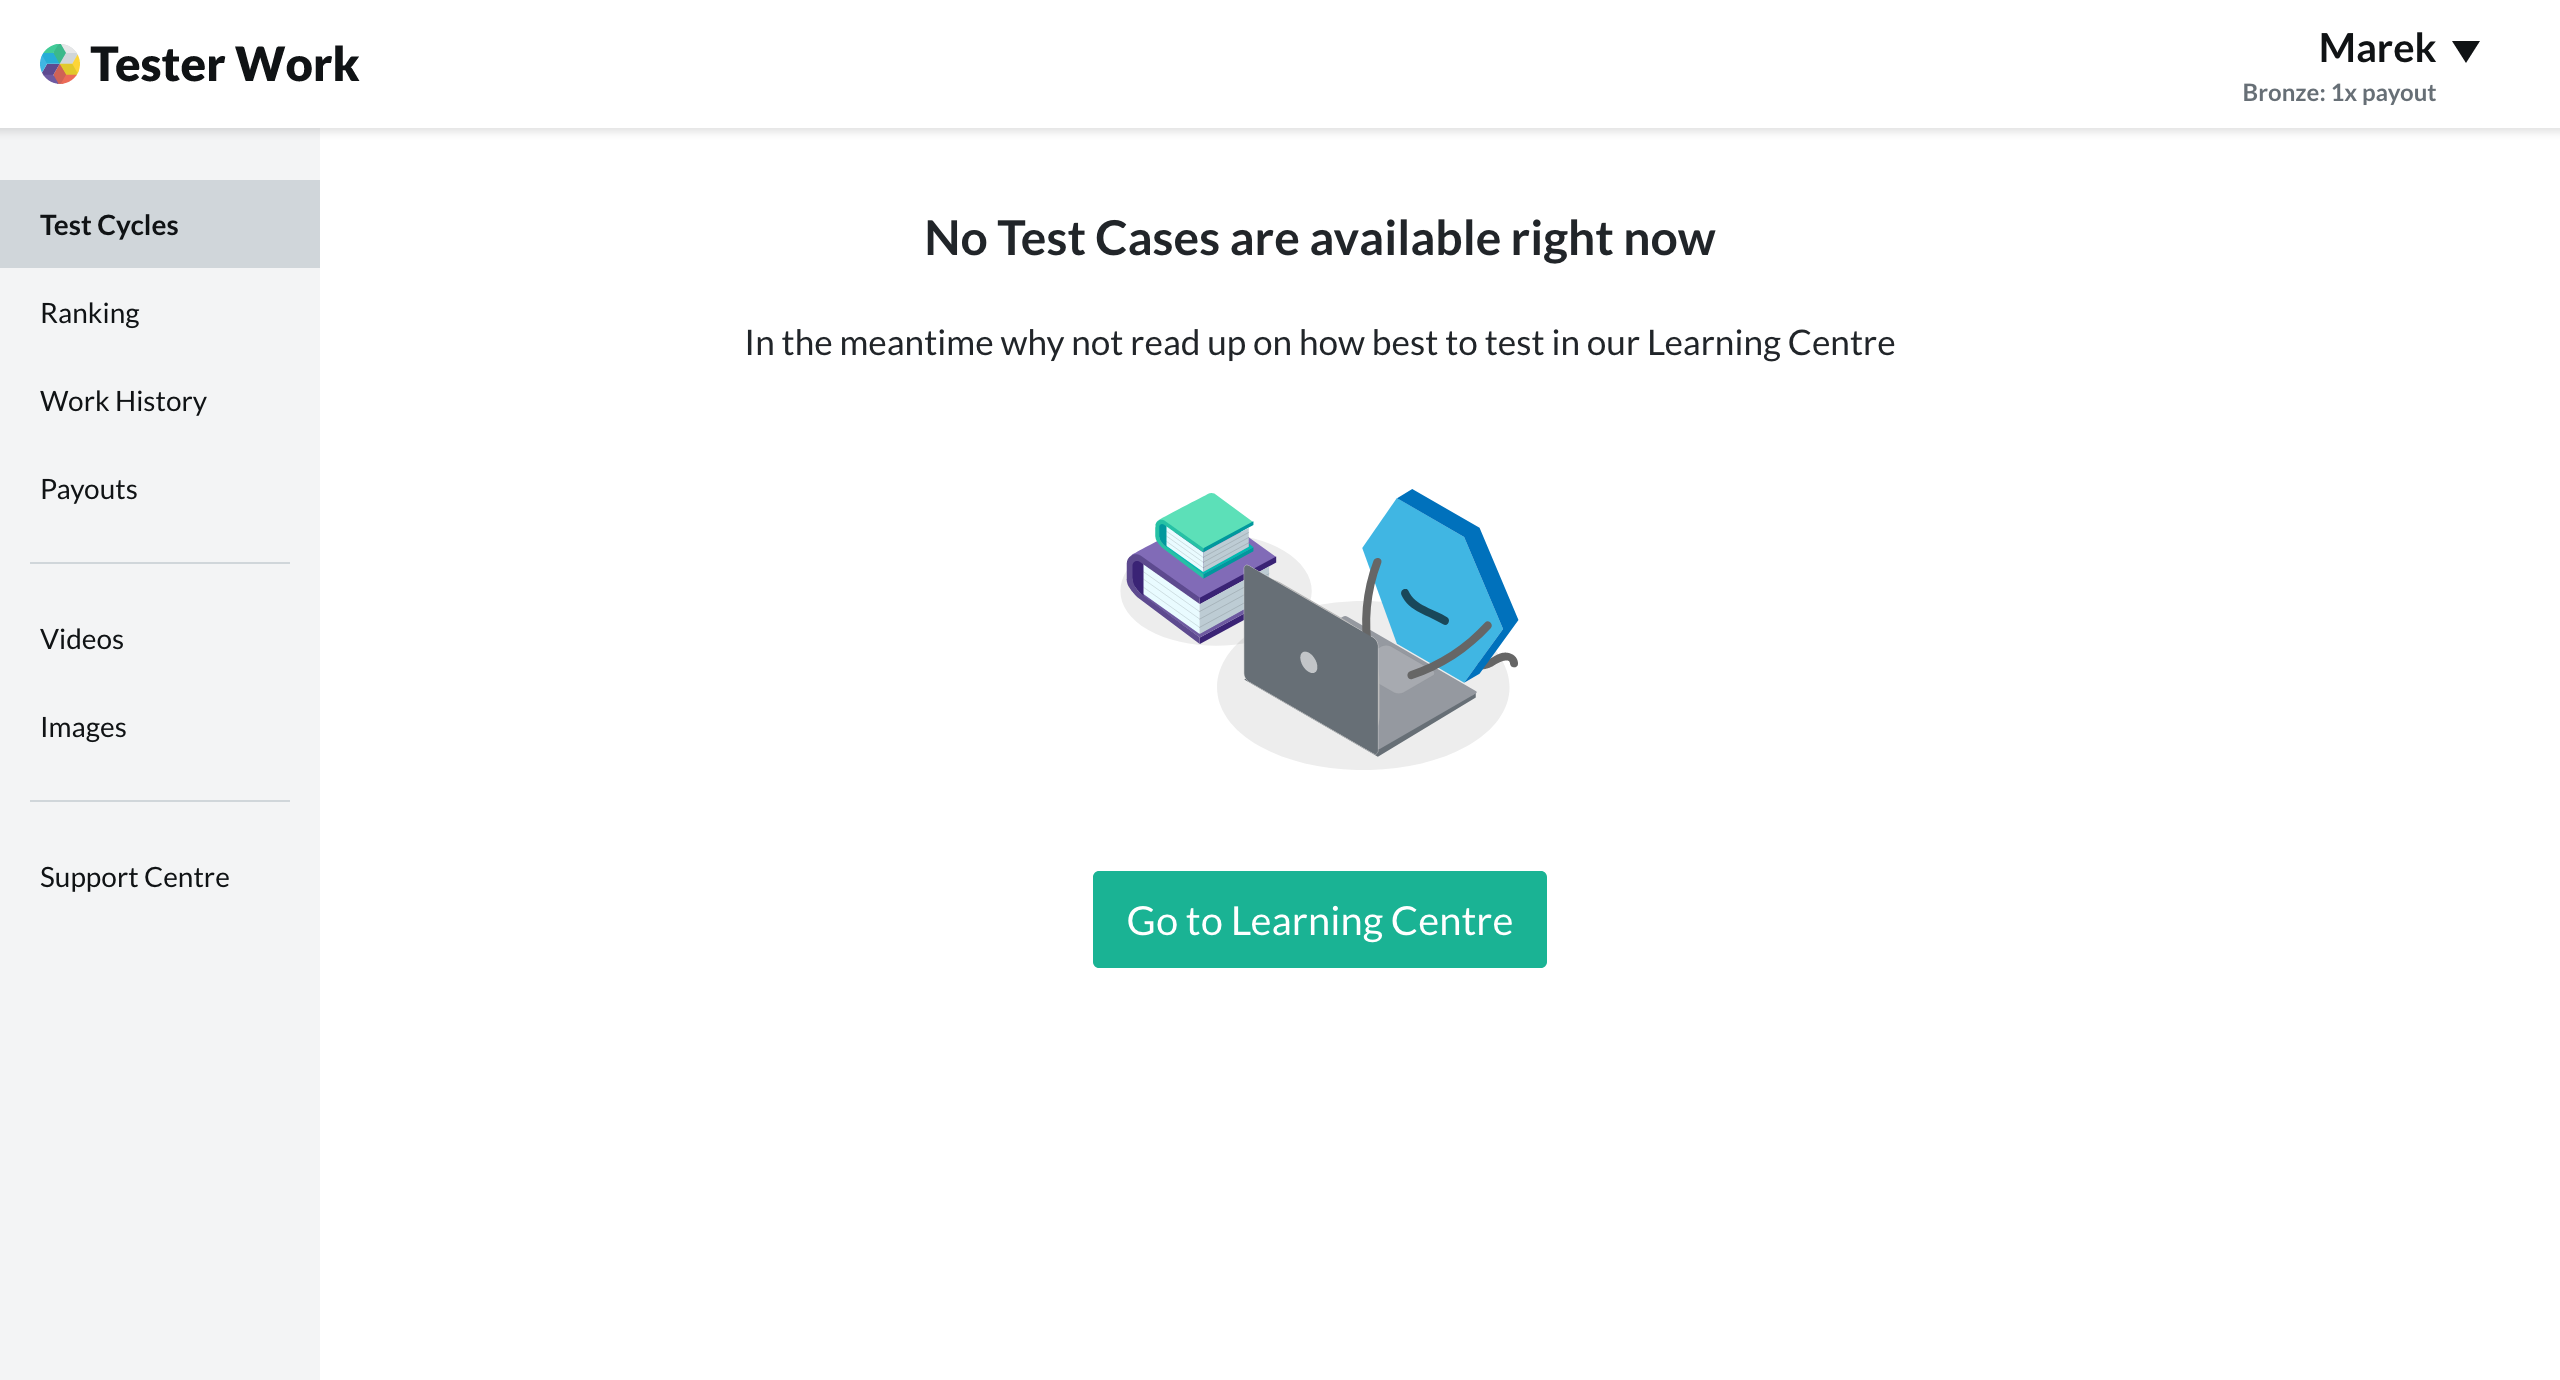 Tester Work
Marek
Bronze: 1x payout
Test Cycles
Ranking
Work History
Payouts
Videos
Images
Support Centre
No Test Cases are available right now
In the meantime why not read up on how best to test in our Learning Centre
Go to Learning Centre